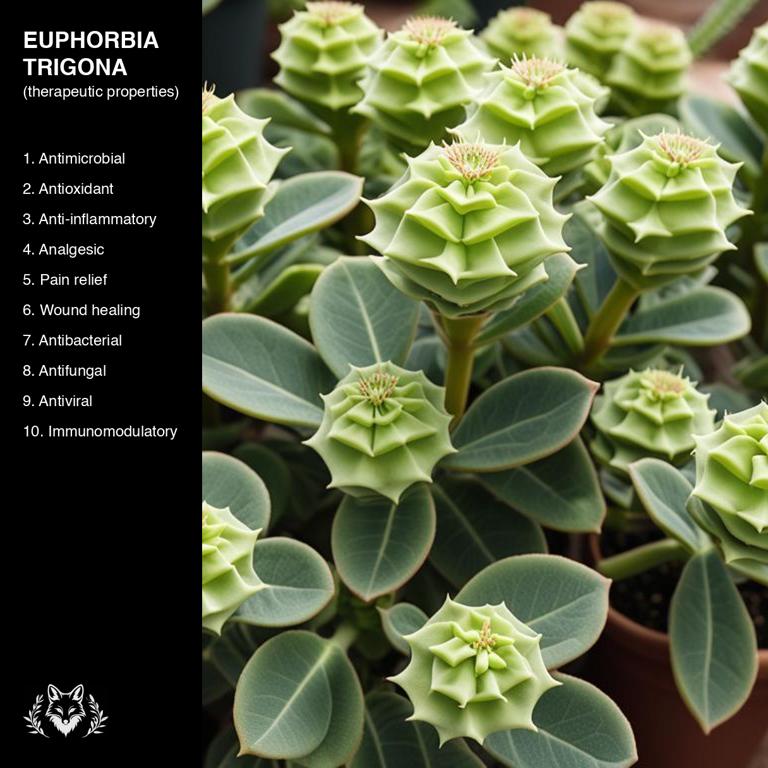 EUPHORBIA
TRIGONA
(therapeutic properties)
1. Antimicrobial
2. Antioxidant
3. Anti-inflammatory
4. Analgesic
5. Pain relief
6. Wound healing
7. Antibacterial
8. Antifungal
9. Antiviral
10. Immunomodulatory